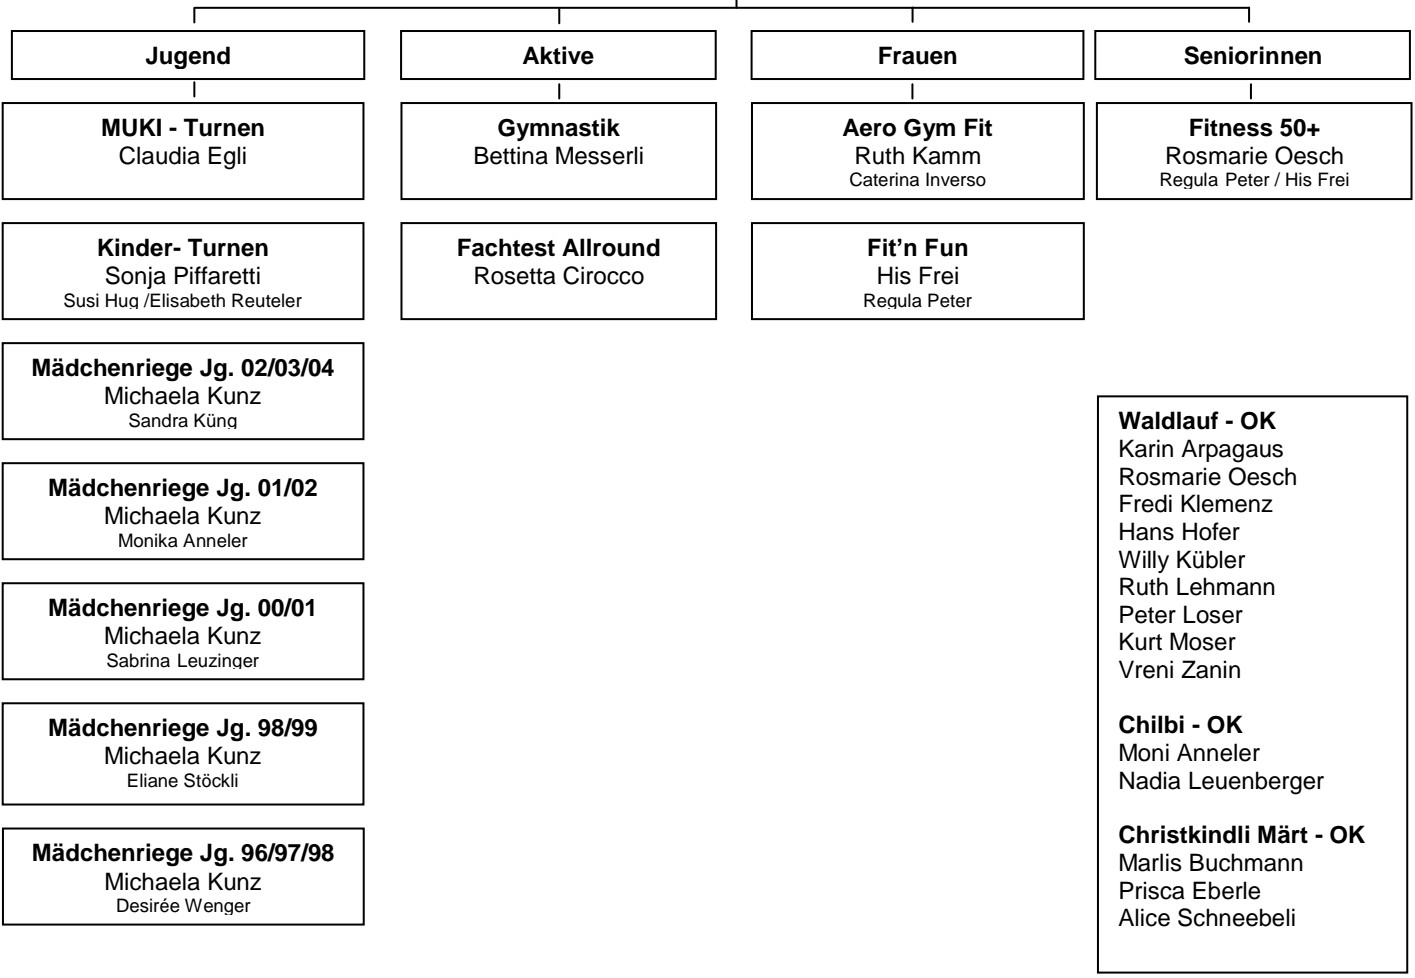 Jugend
Aktive
Frauen
Seniorinnen
MUKI - Turnen
Claudia Egli
Gymnastik
Bettina Messerli
Aero Gym Fit
Ruth Kamm
Caterina Inverso
Fitness 50+
Rosmarie Oesch
Regula Peter / His Frei
Kinder- Turnen
Sonja Piffaretti
Susi Hug /Elisabeth Reuteler
Fachtest Allround
Rosetta Cirocco
Fit’n Fun
His Frei
Regula Peter
Mädchenriege Jg. 02/03/04
Michaela Kunz
Sandra Küng
Mädchenriege Jg. 01/02
Michaela Kunz
Monika Anneler
Mädchenriege Jg. 00/01
Michaela Kunz
Sabrina Leuzinger
Mädchenriege Jg. 98/99
Michaela Kunz
Eliane Stöckli
Mädchenriege Jg. 96/97/98
Michaela Kunz
Desirée Wenger
Waldlauf - OK
Karin Arpagaus
Rosmarie Oesch
Fredi Klemenz
Hans Hofer
Willy Kübler
Ruth Lehmann
Peter Loser
Kurt Moser
Vreni Zanin
Chilbi - OK
Moni Anneler
Nadia Leuenberger
Christkindli Märt - OK
Marlis Buchmann
Prisca Eberle
Alice Schneebeli